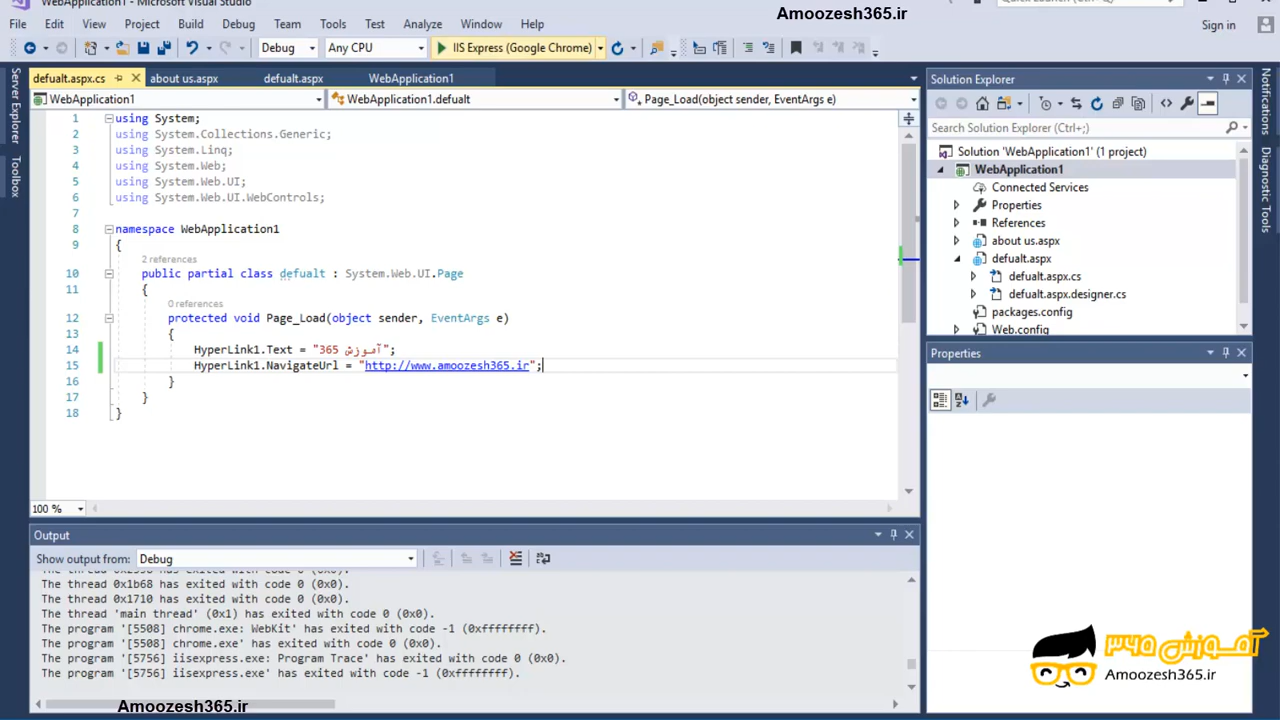 WebApplication1 - Microsoft Visual Studio
Amoozesh365.ir
File Edit View Project Build Debug Team Tools Test Analyze Window Help
Sign in
Debug Any CPU IIS Express (Google Chrome)
defualt.aspx.cs about us.aspx defualt.aspx WebApplication1
WebApplication1 WebApplication1.defualt Page_Load(object sender, EventArgs e)
Server Explorer
Toolbox
1 using System;
2 using System.Collections.Generic;
3 using System.Linq;
4 using System.Web;
5 using System.Web.UI;
6 using System.Web.UI.WebControls;
7
8 namespace WebApplication1
9 {
2 references
10 public partial class defualt : System.Web.UI.Page
11 {
0 references
12 protected void Page_Load(object sender, EventArgs e)
13 {
14 HyperLink1.Text = "آموزش 365";
15 HyperLink1.NavigateUrl = "http://www.amoozesh365.ir";
16 }
17 }
18 }
100 %
Output
Show output from: Debug
The thread 0x1b68 has exited with code 0 (0x0).
The thread 0x1710 has exited with code 0 (0x0).
The thread 'main thread' (0x1) has exited with code 0 (0x0).
The program '[5508] chrome.exe: WebKit' has exited with code -1 (0xffffffff).
The program '[5508] chrome.exe' has exited with code 0 (0x0).
The program '[5756] iisexpress.exe: Program Trace' has exited with code 0 (0x0).
The program '[5756] iisexpress.exe' has exited with code -1 (0xffffffff).
Amoozesh365.ir
Solution Explorer
Search Solution Explorer (Ctrl+;)
Solution 'WebApplication1' (1 project)
WebApplication1
Connected Services
Properties
References
about us.aspx
defualt.aspx
defualt.aspx.cs
defualt.aspx.designer.cs
packages.config
Web.config
Properties
Notifications
Diagnostic Tools
آموزش ۳۶۵
Amoozesh365.ir